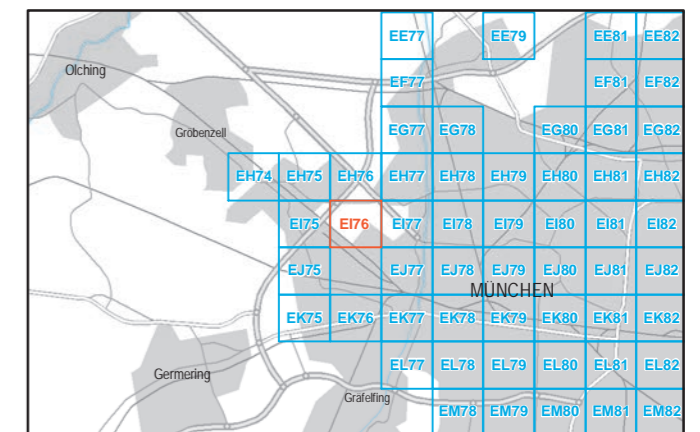 EE77 EE79 EE81 EE82
Olching
EF77 EF81 EF82
Gröbenzell
EG77 EG78 EG80 EG81 EG82
EH74 EH75 EH76 EH77 EH78 EH79 EH80 EH81 EH82
EI75 EI76 EI77 EI78 EI79 EI80 EI81 EI82
EJ75 EJ77 EJ78 EJ79 EJ80 EJ81 EJ82
MÜNCHEN
EK75 EK76 EK77 EK78 EK79 EK80 EK81 EK82
Germering
EL77 EL78 EL79 EL80 EL81 EL82
Gräfelfing
EM78 EM79 EM80 EM81 EM82